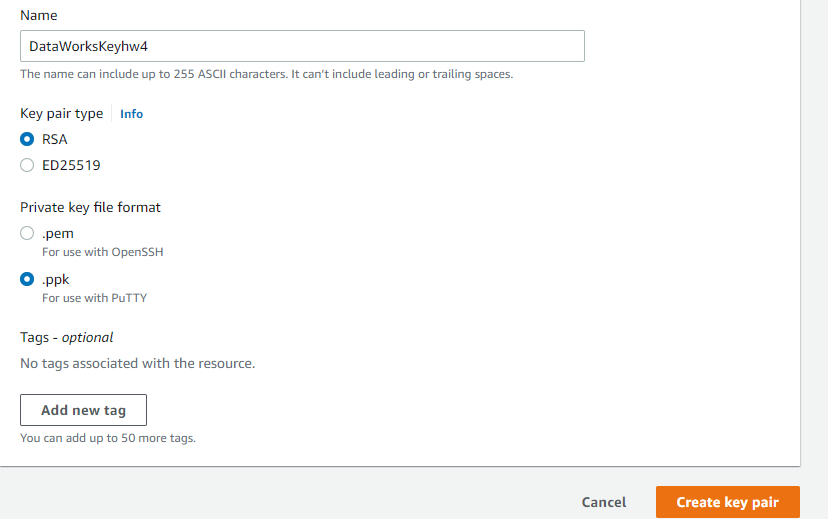 Name
DataWorksKeyhw4
The name can include up to 255 ASCII characters. It can't include leading or trailing spaces.
Key pair type Info
RSA
ED25519
Private key file format
.pem
For use with OpenSSH
.ppk
For use with PuTTY
Tags - optional
No tags associated with the resource.
Add new tag
You can add up to 50 more tags.
Cancel Create key pair